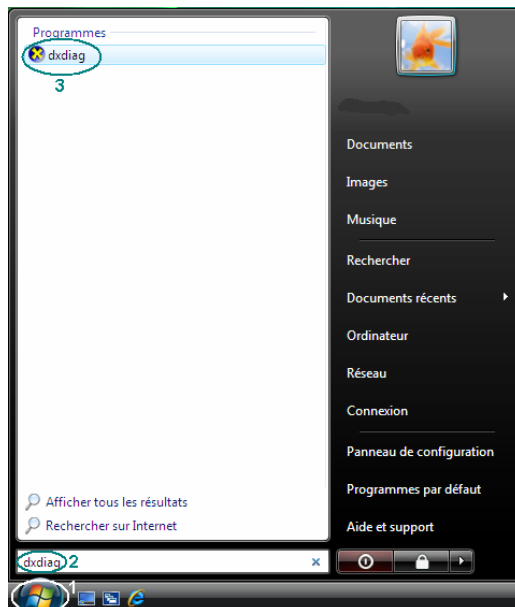 Programmes
dxdiag
3
Documents
Images
Musique
Rechercher
Documents récents
Ordinateur
Réseau
Connexion
Panneau de configuration
Programmes par défaut
Aide et support
Afficher tous les résultats
Rechercher sur Internet
dxdiag 2
1